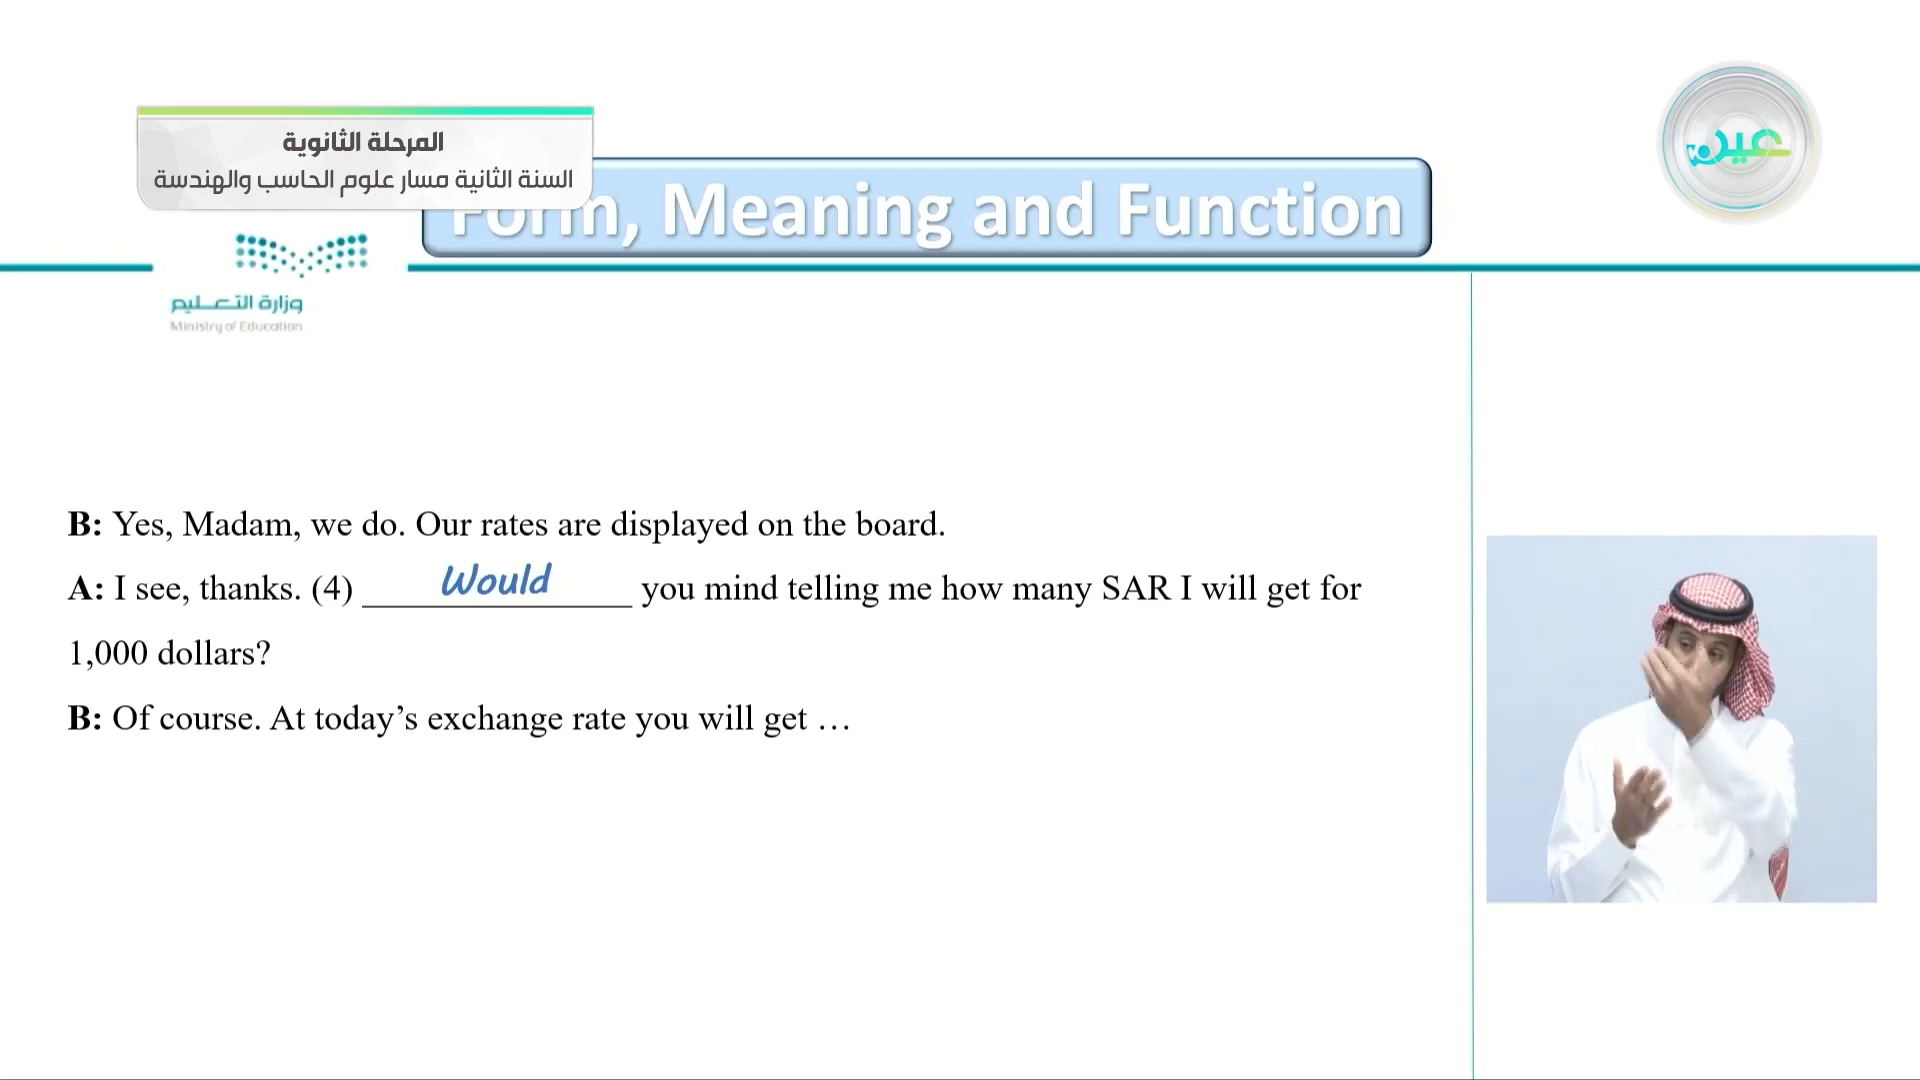 المرحلة الثانوية
السنة الثانية مسار علوم الحاسب والهندسة
عين
Form, Meaning and Function
وزارة التعليم
Ministry of Education
B: Yes, Madam, we do. Our rates are displayed on the board.
A: I see, thanks. (4) Would you mind telling me how many SAR I will get for
1,000 dollars?
B: Of course. At today’s exchange rate you will get …